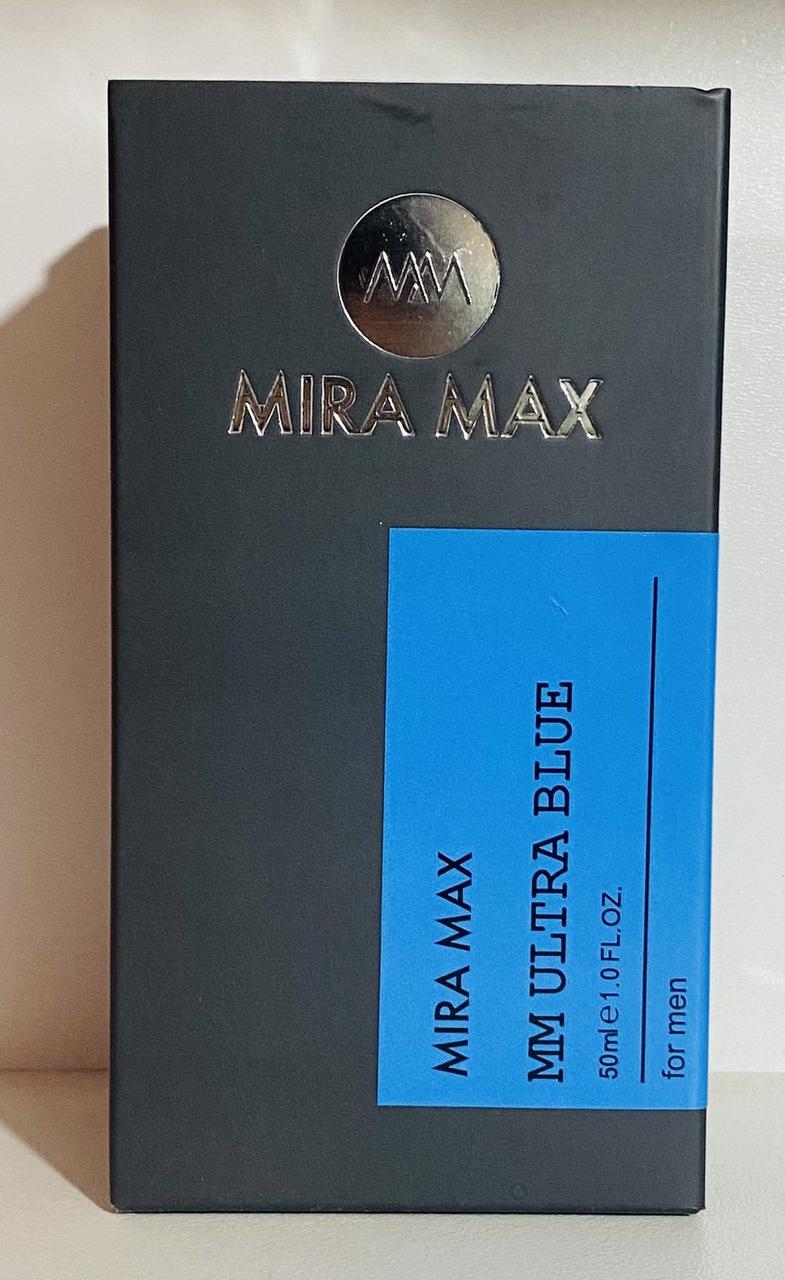 MM
MIRA MAX
MIRA MAX
MM ULTRA BLUE
50ml e 1.0 FL.OZ.
for men